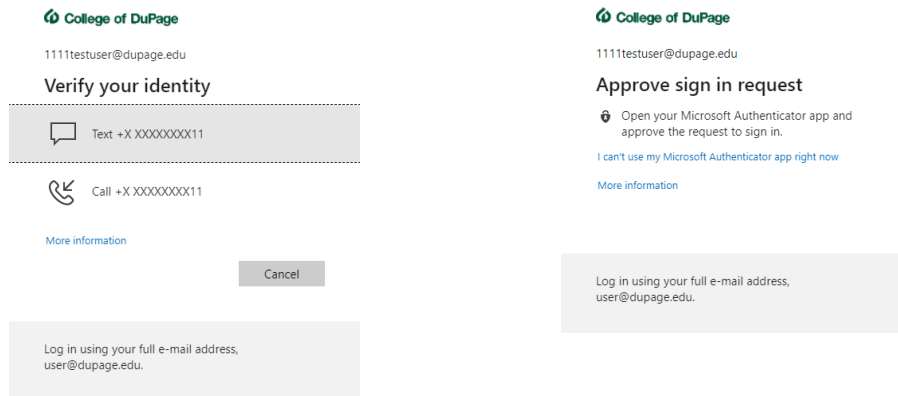 College of DuPage
1111testuser@dupage.edu
Verify your identity
Text +X XXXXXXXX11
Call +X XXXXXXXX11
More information
Cancel
Log in using your full e-mail address,
user@dupage.edu.
College of DuPage
1111testuser@dupage.edu
Approve sign in request
Open your Microsoft Authenticator app and
approve the request to sign in.
I can't use my Microsoft Authenticator app right now
More information
Log in using your full e-mail address,
user@dupage.edu.